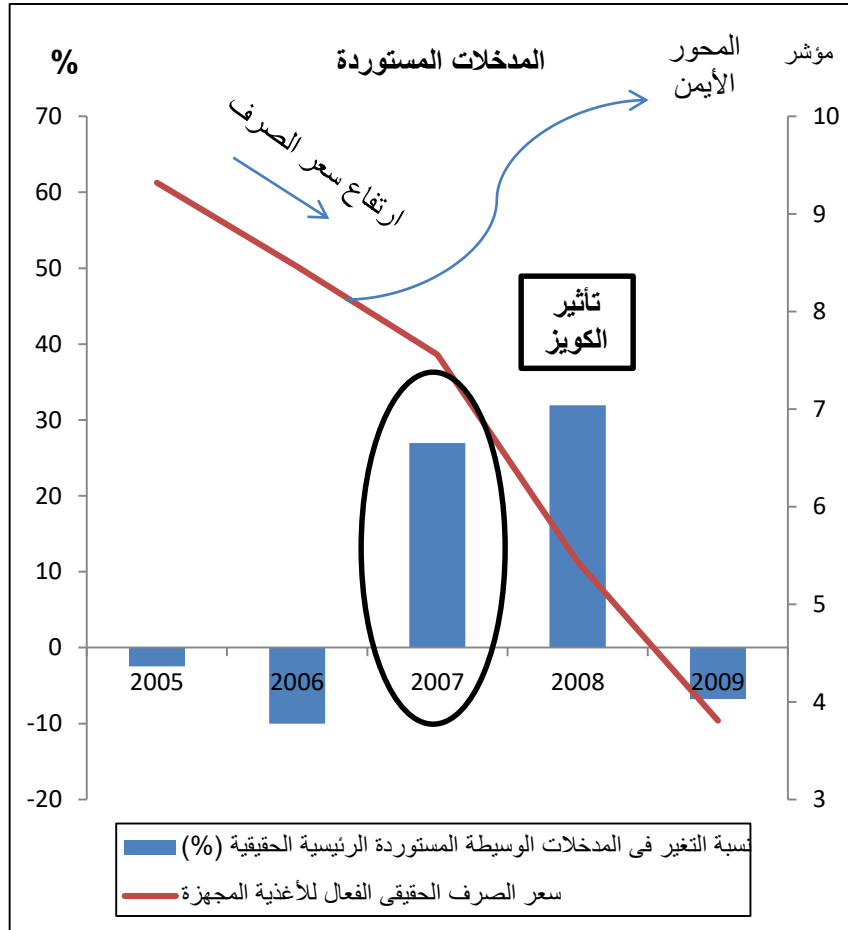 %
المدخلات المستوردة
المحور
الأيمن
مؤشر
ارتفاع سعر الصرف
تأثير
الكويز
70
60
50
40
30
20
10
0
-10
-20
10
9
8
7
6
5
4
3
2005
2006
2007
2008
2009
نسبة التغير فى المدخلات الوسيطة المستوردة الرئيسية الحقيقية (%)
سعر الصرف الحقيقى الفعال للأغذية المجهزة